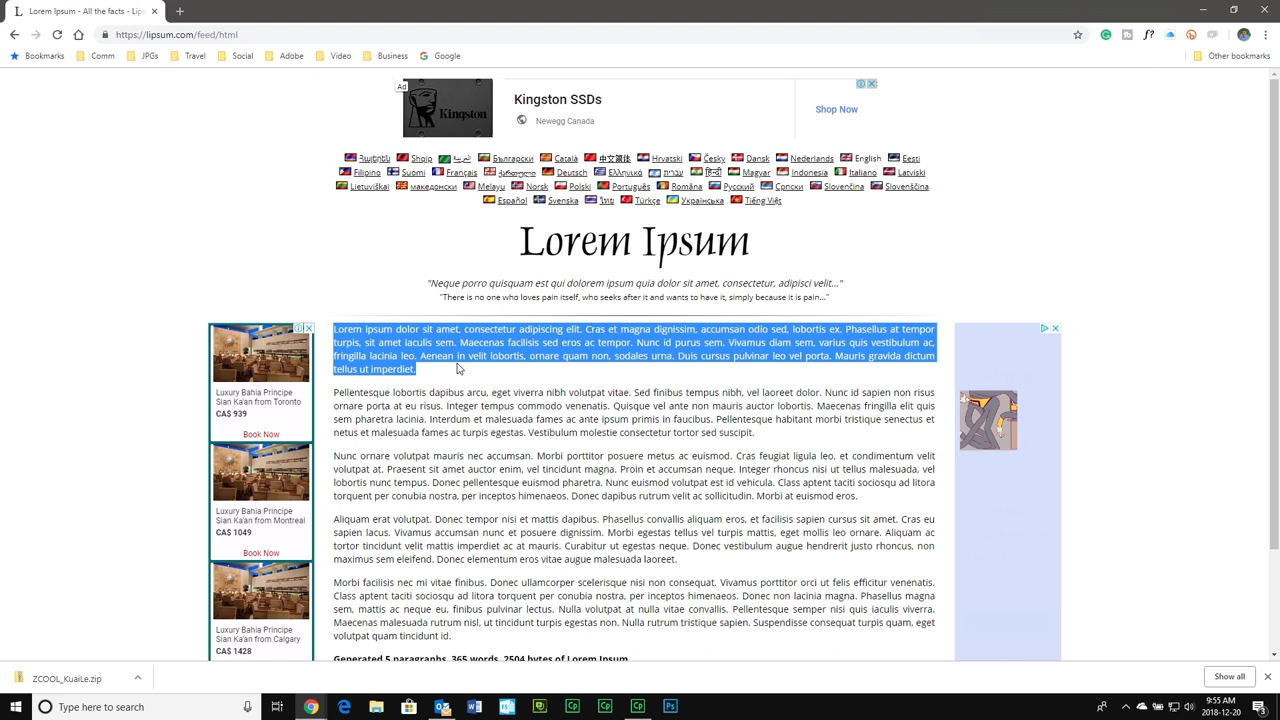 Lorem Ipsum - All the facts - Lips
https://lipsum.com/feed/html
Bookmarks Comm JPGs Travel Social Adobe Video Business Google Other bookmarks
Ad
Kingston
Kingston SSDs
Newegg Canada
Shop Now
Հայերեն Shqip العربية Български Català 中文简体 Hrvatski Česky Dansk Nederlands English Eesti
Filipino Suomi Français ქართული Deutsch Ελληνικά עברית हिन्दी Magyar Indonesia Italiano Latviski
Lietuviškai македонски Melayu Norsk Polski Português Româna Русский Српски Slovenčina Slovenščina
Español Svenska ไทย Türkçe Українська Tiếng Việt
Lorem Ipsum
"Neque porro quisquam est qui dolorem ipsum quia dolor sit amet, consectetur, adipisci velit..."
"There is no one who loves pain itself, who seeks after it and wants to have it, simply because it is pain..."
Luxury Bahia Principe
Sian Ka'an from Toronto
CA$ 939
Book Now
Luxury Bahia Principe
Sian Ka'an from Montreal
CA$ 1049
Book Now
Luxury Bahia Principe
Sian Ka'an from Calgary
CA$ 1428
Lorem ipsum dolor sit amet, consectetur adipiscing elit. Cras et magna dignissim, accumsan odio sed, lobortis ex. Phasellus at tempor
turpis, sit amet iaculis sem. Maecenas facilisis sed eros ac tempor. Nunc id purus sem. Vivamus diam sem, varius quis vestibulum ac,
fringilla lacinia leo. Aenean in velit lobortis, ornare quam non, sodales urna. Duis cursus pulvinar leo vel porta. Mauris gravida dictum
tellus ut imperdiet.
Pellentesque lobortis dapibus arcu, eget viverra nibh volutpat vitae. Sed finibus tempus nibh, vel laoreet dolor. Nunc id sapien non risus
ornare porta at eu risus. Integer tempus commodo venenatis. Quisque vel ante non mauris auctor lobortis. Maecenas fringilla elit quis
sem pharetra lacinia. Interdum et malesuada fames ac ante ipsum primis in faucibus. Pellentesque habitant morbi tristique senectus et
netus et malesuada fames ac turpis egestas. Vestibulum molestie consectetur tortor sed suscipit.
Nunc ornare volutpat mauris nec accumsan. Morbi porttitor posuere metus ac euismod. Cras feugiat ligula leo, et condimentum velit
volutpat at. Praesent sit amet auctor enim, vel tincidunt magna. Proin et accumsan neque. Integer rhoncus nisi ut tellus malesuada, vel
lobortis nunc tempus. Donec pellentesque euismod pharetra. Nunc euismod volutpat est id vehicula. Class aptent taciti sociosqu ad litora
torquent per conubia nostra, per inceptos himenaeos. Donec dapibus rutrum velit ac sollicitudin. Morbi at euismod eros.
Aliquam erat volutpat. Donec tempor nisi et mattis dapibus. Phasellus convallis aliquam eros, et facilisis sapien cursus sit amet. Cras eu
sapien lacus. Vivamus accumsan nunc et posuere dignissim. Morbi egestas tellus vel turpis mattis, eget mollis leo ornare. Aliquam ac
tortor tincidunt velit mattis imperdiet ac at mauris. Curabitur ut egestas neque. Donec vestibulum augue hendrerit justo rhoncus, non
maximus sem eleifend. Donec elementum eros vitae augue malesuada laoreet.
Morbi facilisis nec mi vitae finibus. Donec ullamcorper scelerisque nisi non consequat. Vivamus porttitor orci ut felis efficitur venenatis.
Class aptent taciti sociosqu ad litora torquent per conubia nostra, per inceptos himenaeos. Donec non lacinia magna. Phasellus magna
sem, mattis ac neque eu, finibus pulvinar lectus. Nulla volutpat at nulla vitae convallis. Pellentesque semper nisi quis iaculis viverra.
Maecenas malesuada rutrum nisl, ut tincidunt turpis egestas non. Nulla rutrum tristique sapien. Suspendisse consequat turpis quam, eget
volutpat quam tincidunt id.
Generated 5 paragraphs, 365 words, 2504 bytes of Lorem Ipsum
ZCOOL_KuaiLe.zip
Show all
Type here to search
9:55 AM
2018-12-20